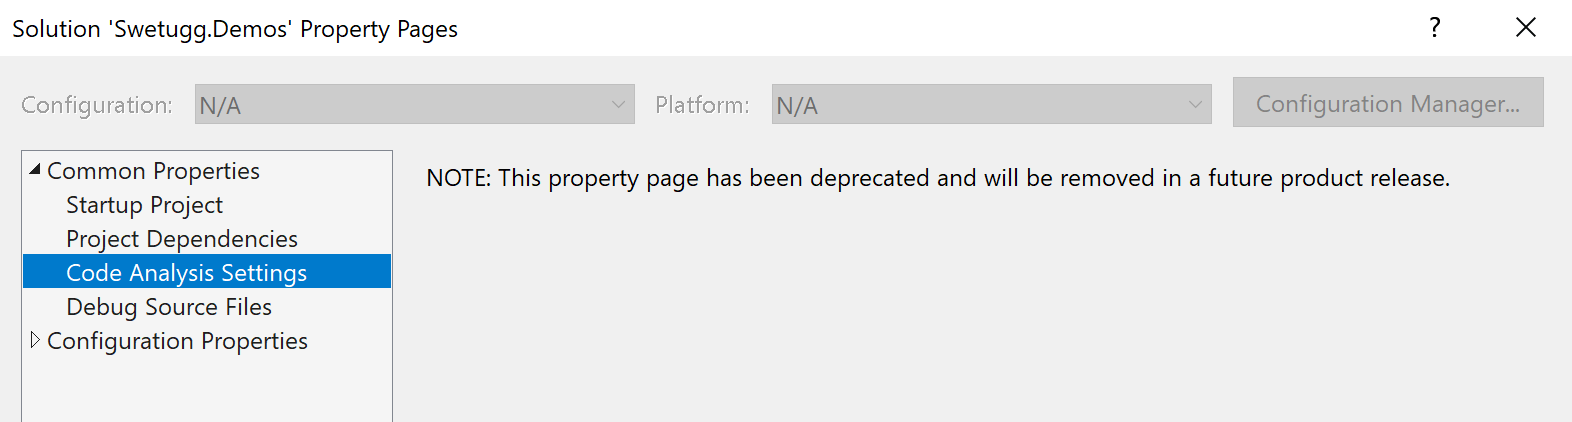 Solution 'Swetugg.Demos' Property Pages
?
Configuration: N/A Platform: N/A Configuration Manager...
Common Properties
Startup Project
Project Dependencies
Code Analysis Settings
Debug Source Files
Configuration Properties
NOTE: This property page has been deprecated and will be removed in a future product release.